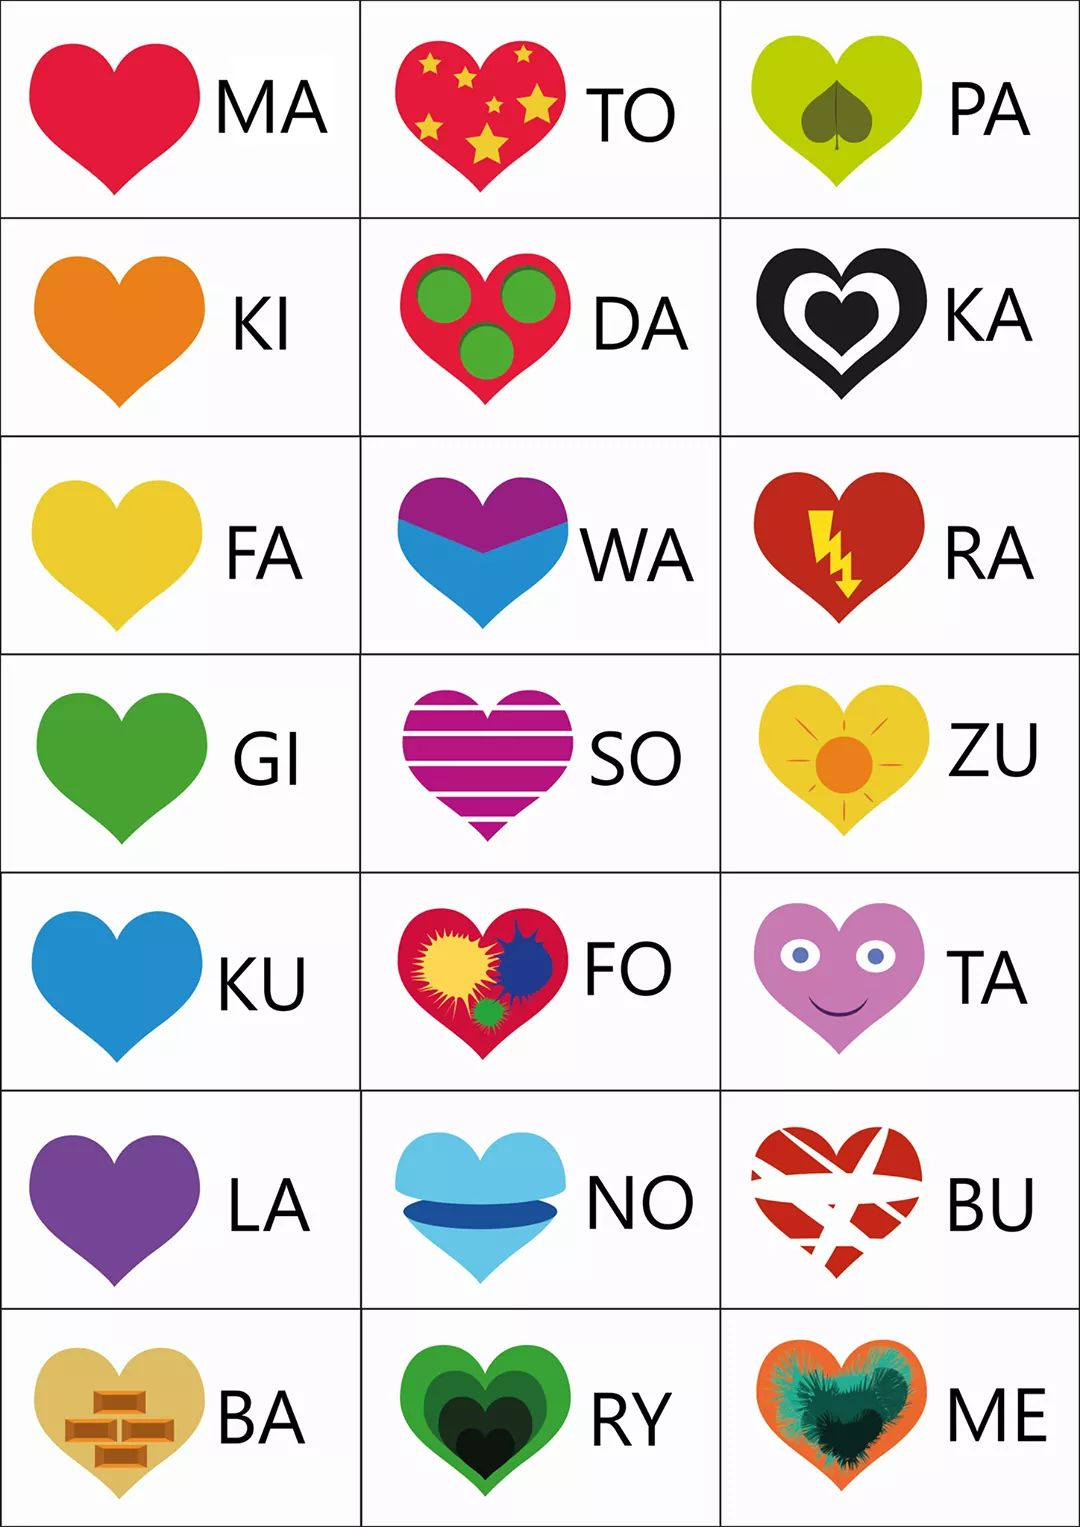 MA TO PA
KI DA KA
FA WA RA
GI SO ZU
KU FO TA
LA NO BU
BA RY ME